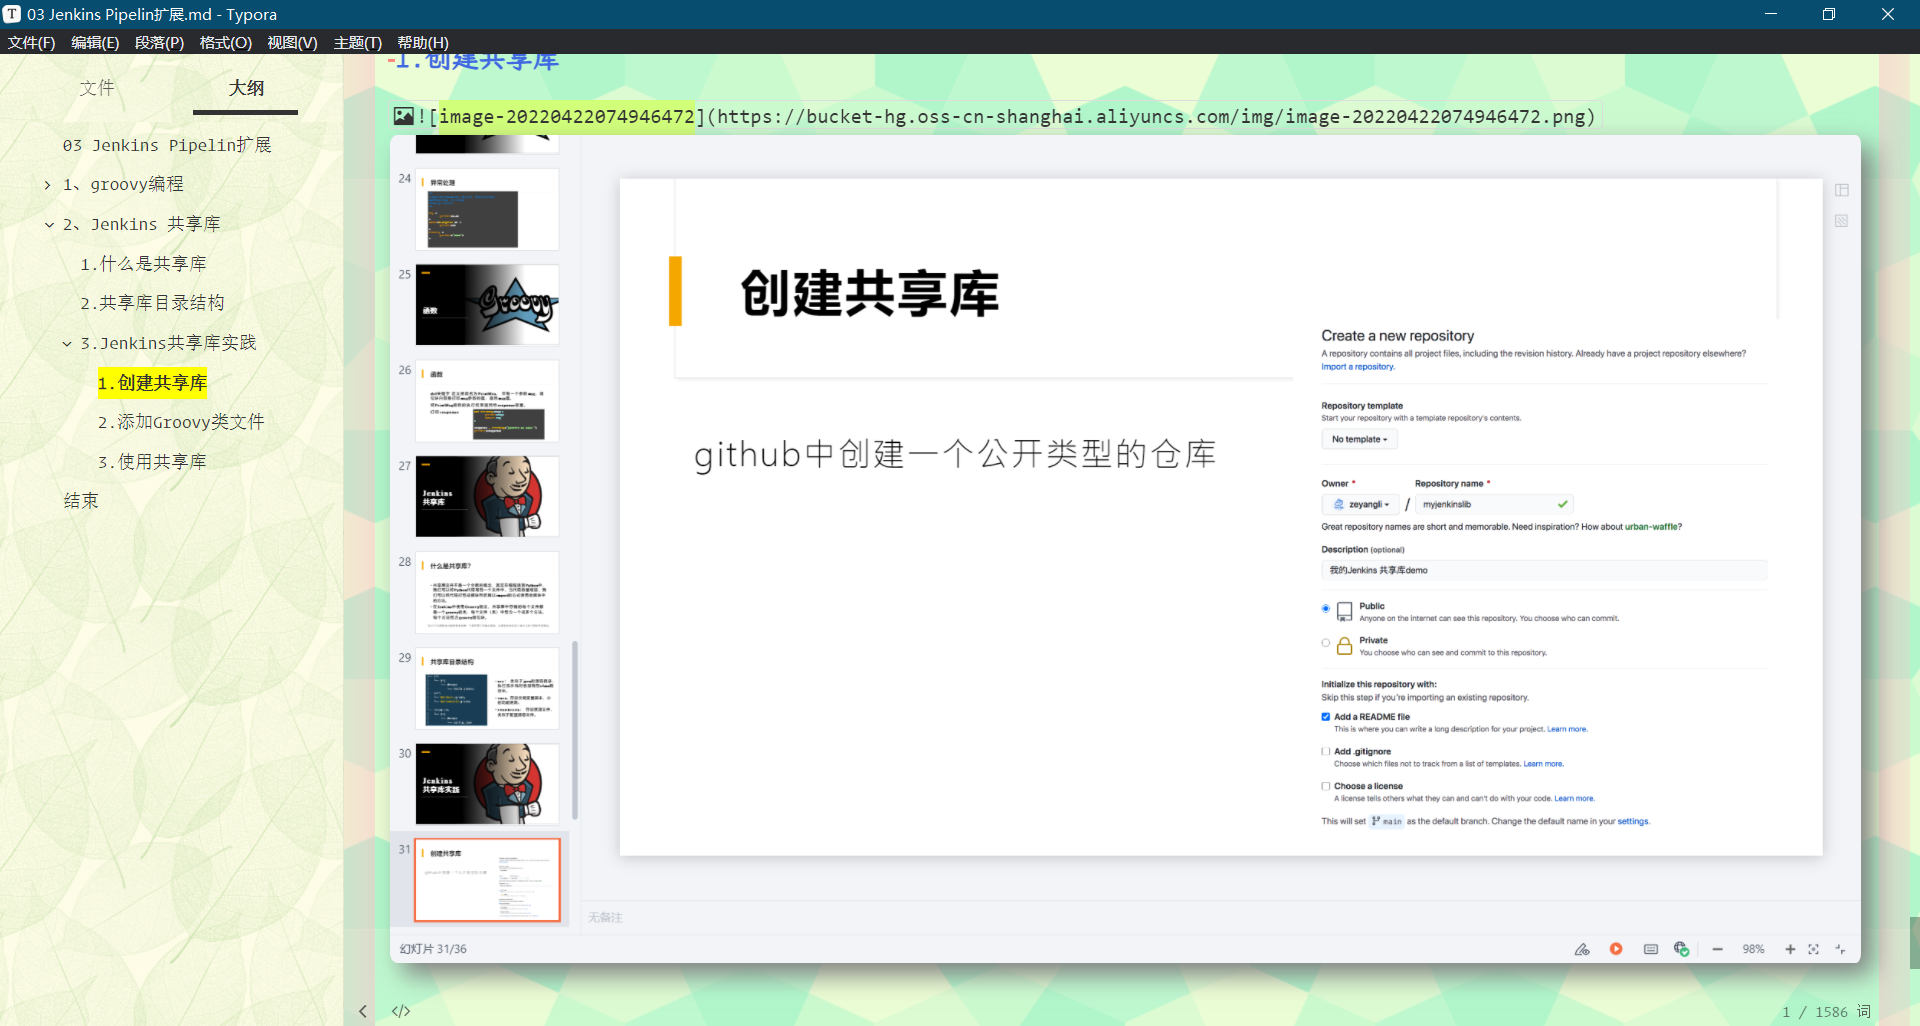 03 Jenkins Pipelin扩展.md - Typora
文件(F) 编辑(E) 段落(P) 格式(O) 视图(V) 主题(T) 帮助(H)
文件 大纲
03 Jenkins Pipelin扩展
1、groovy编程
2、Jenkins 共享库
1.什么是共享库
2.共享库目录结构
3.Jenkins共享库实践
1.创建共享库
2.添加Groovy类文件
3.使用共享库
结束
1.创建共享库
![image-20220422074946472](https://bucket-hg.oss-cn-shanghai.aliyuncs.com/img/image-20220422074946472.png)
24
异常处理
25
函数
Groovy
26
函数
27
Jenkins
共享库
28
什么是共享库?
29
共享库目录结构
30
Jenkins
共享库实践
31
创建共享库
创建共享库
github中创建一个公开类型的仓库
Create a new repository
A repository contains all project files, including the revision history. Already have a project repository elsewhere?
Import a repository.
Repository template
Start your repository with a template repository's contents.
No template
Owner * Repository name *
zeyangli / myjenkinslib
Great repository names are short and memorable. Need inspiration? How about urban-waffle?
Description (optional)
我的Jenkins 共享库demo
Public
Anyone on the internet can see this repository. You choose who can commit.
Private
You choose who can see and commit to this repository.
Initialize this repository with:
Skip this step if you're importing an existing repository.
Add a README file
This is where you can write a long description for your project. Learn more.
Add .gitignore
Choose which files not to track from a list of templates. Learn more.
Choose a license
A license tells others what they can and can't do with your code. Learn more.
This will set main as the default branch. Change the default name in your settings.
无备注
幻灯片 31/36
98%
1 / 1586 词